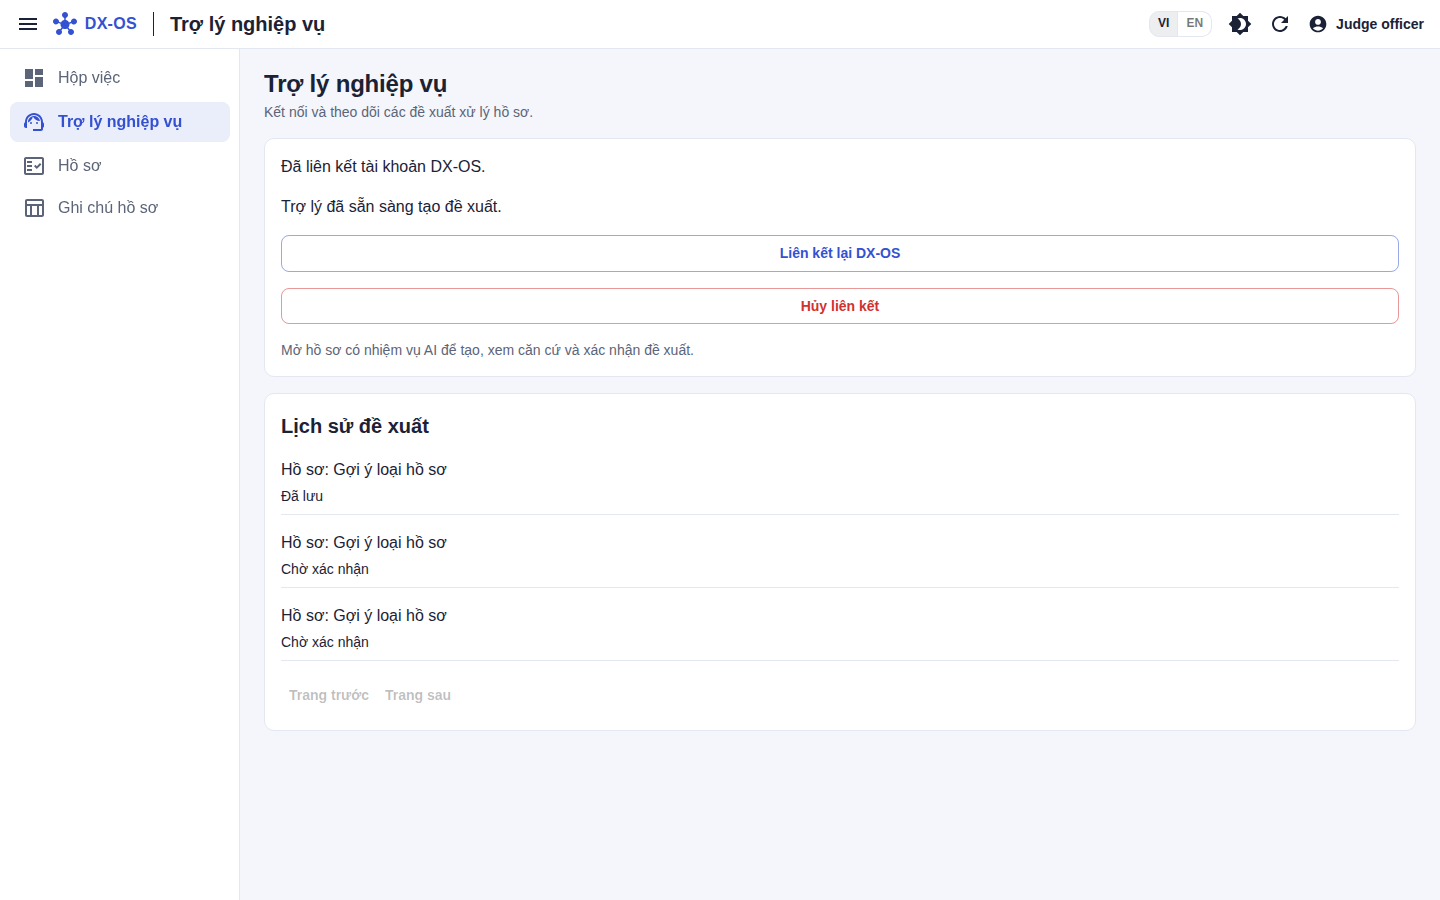 DX-OS
Trợ lý nghiệp vụ
VI EN
Judge officer
Hộp việc
Trợ lý nghiệp vụ
Hồ sơ
Ghi chú hồ sơ
Trợ lý nghiệp vụ
Kết nối và theo dõi các đề xuất xử lý hồ sơ.
Đã liên kết tài khoản DX-OS.
Trợ lý đã sẵn sàng tạo đề xuất.
Liên kết lại DX-OS
Hủy liên kết
Mở hồ sơ có nhiệm vụ AI để tạo, xem căn cứ và xác nhận đề xuất.
Lịch sử đề xuất
Hồ sơ: Gợi ý loại hồ sơ
Đã lưu
Hồ sơ: Gợi ý loại hồ sơ
Chờ xác nhận
Hồ sơ: Gợi ý loại hồ sơ
Chờ xác nhận
Trang trước Trang sau